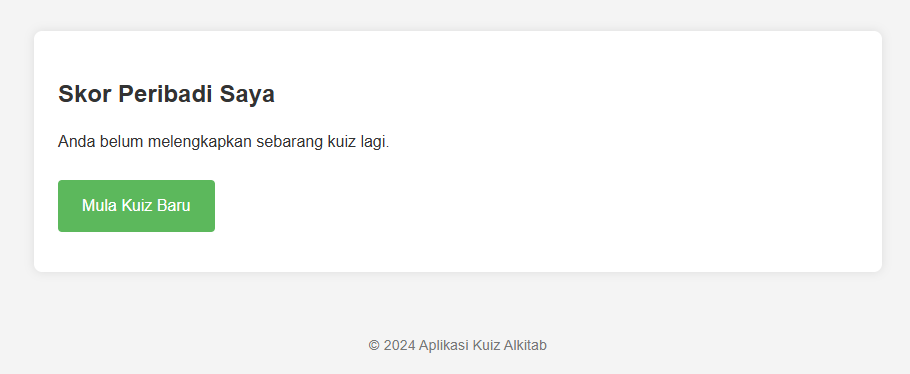 Skor Peribadi Saya
Anda belum melengkapkan sebarang kuiz lagi.
Mula Kuiz Baru
© 2024 Aplikasi Kuiz Alkitab